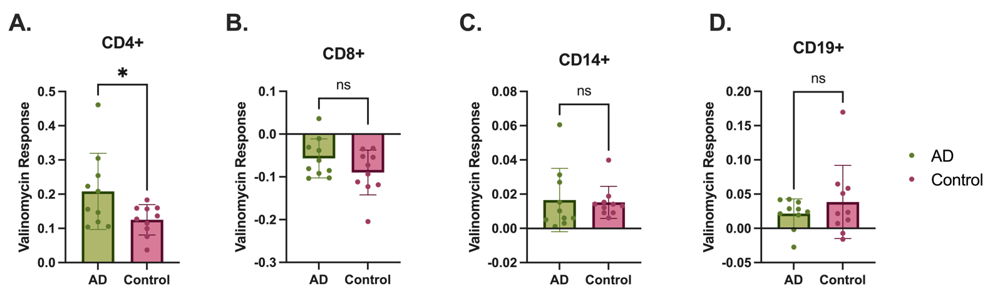 A.
CD4+
*
Valinomycin Response
0.5
0.4
0.3
0.2
0.1
0.0
AD
Control
B.
CD8+
ns
Valinomycin Response
0.1
0.0
-0.1
-0.2
-0.3
AD
Control
C.
CD14+
ns
Valinomycin Response
0.08
0.06
0.04
0.02
0.00
-0.02
AD
Control
D.
CD19+
ns
Valinomycin Response
0.20
0.15
0.10
0.05
0.00
-0.05
AD
Control
AD
Control